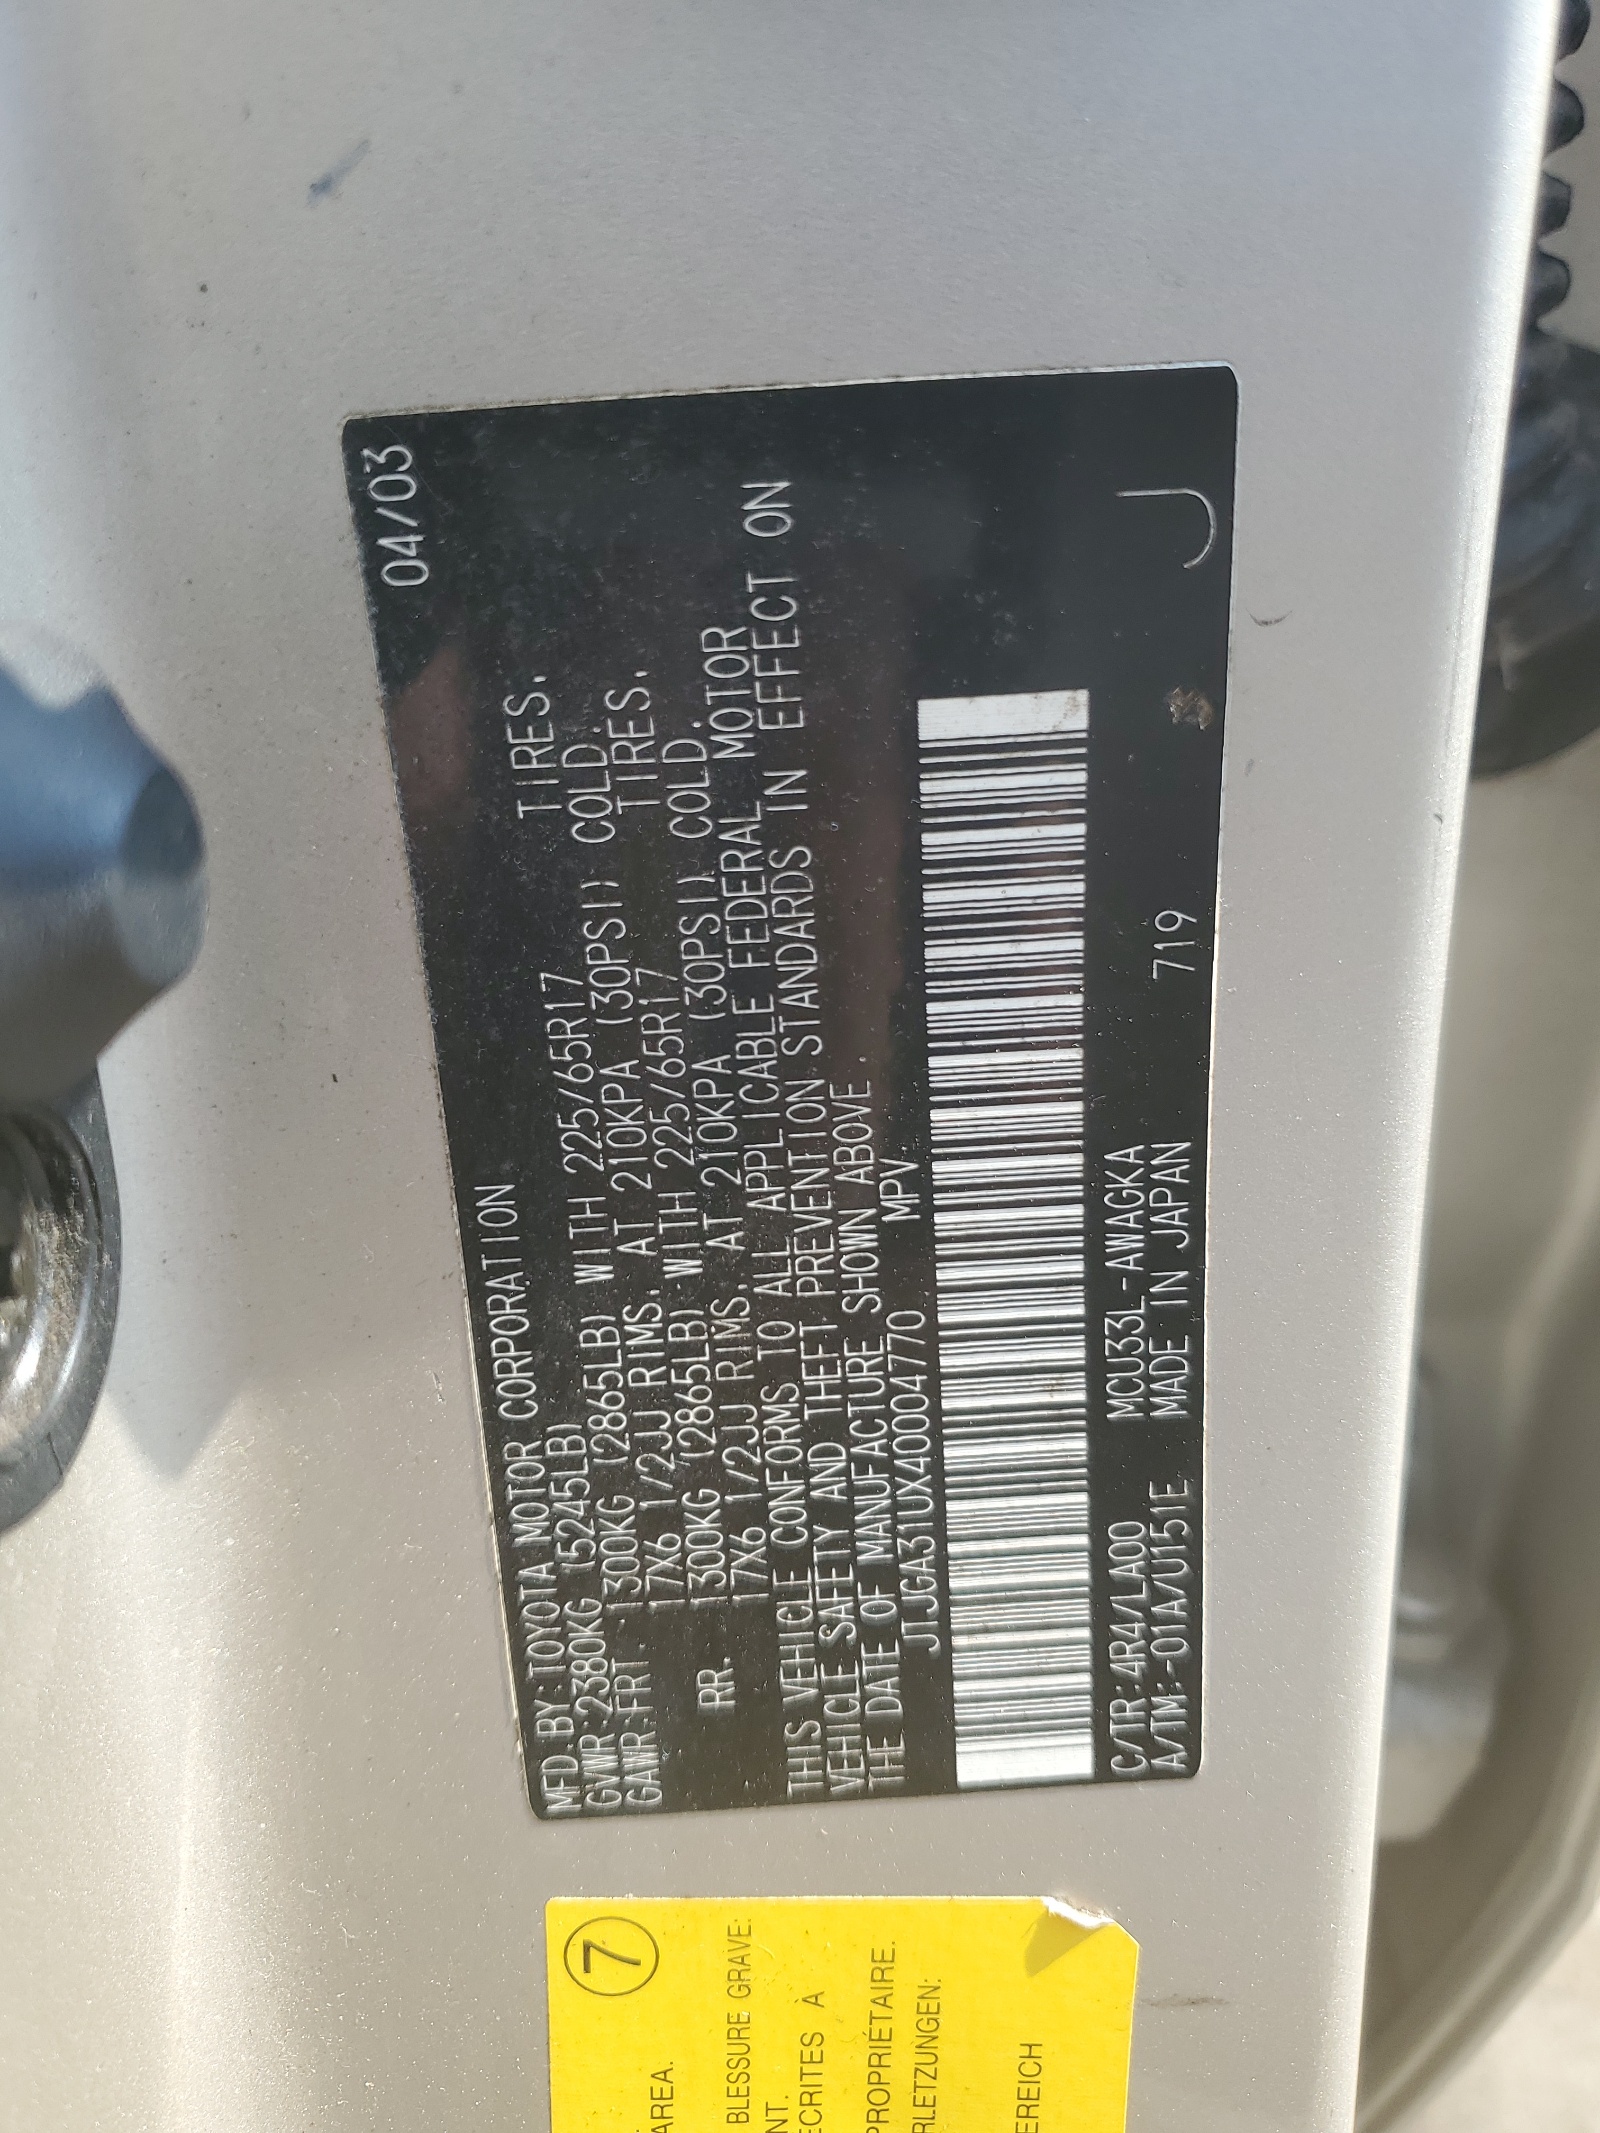 04/03
MFD.BY:TOYOTA MOTOR CORPORATION
GVWR:2380KG (5245LB)
GAWR:FRT 1300KG (2865LB) WITH 225/65R17 TIRES.
17X6 1/2JJ RIMS, AT 210KPA (30PSI) COLD.
RR. 1300KG (2865LB) WITH 225/65R17 TIRES.
17X6 1/2JJ RIMS, AT 210KPA (30PSI) COLD.
THIS VEHICLE CONFORMS TO ALL APPLICABLE FEDERAL MOTOR
VEHICLE SAFETY AND THEFT PREVENTION STANDARDS IN EFFECT ON
THE DATE OF MANUFACTURE SHOWN ABOVE.
JTJGA31UX40004770 MPV
C/TR:4R4/LA00 MCU33L-AWAGKA
A/TM:-01A/U151E MADE IN JAPAN 719
J
7
AREA.
BLESSURE GRAVE:
NT.
ECRITES À
PROPRIÉTAIRE.
RLETZUNGEN:
EREICH